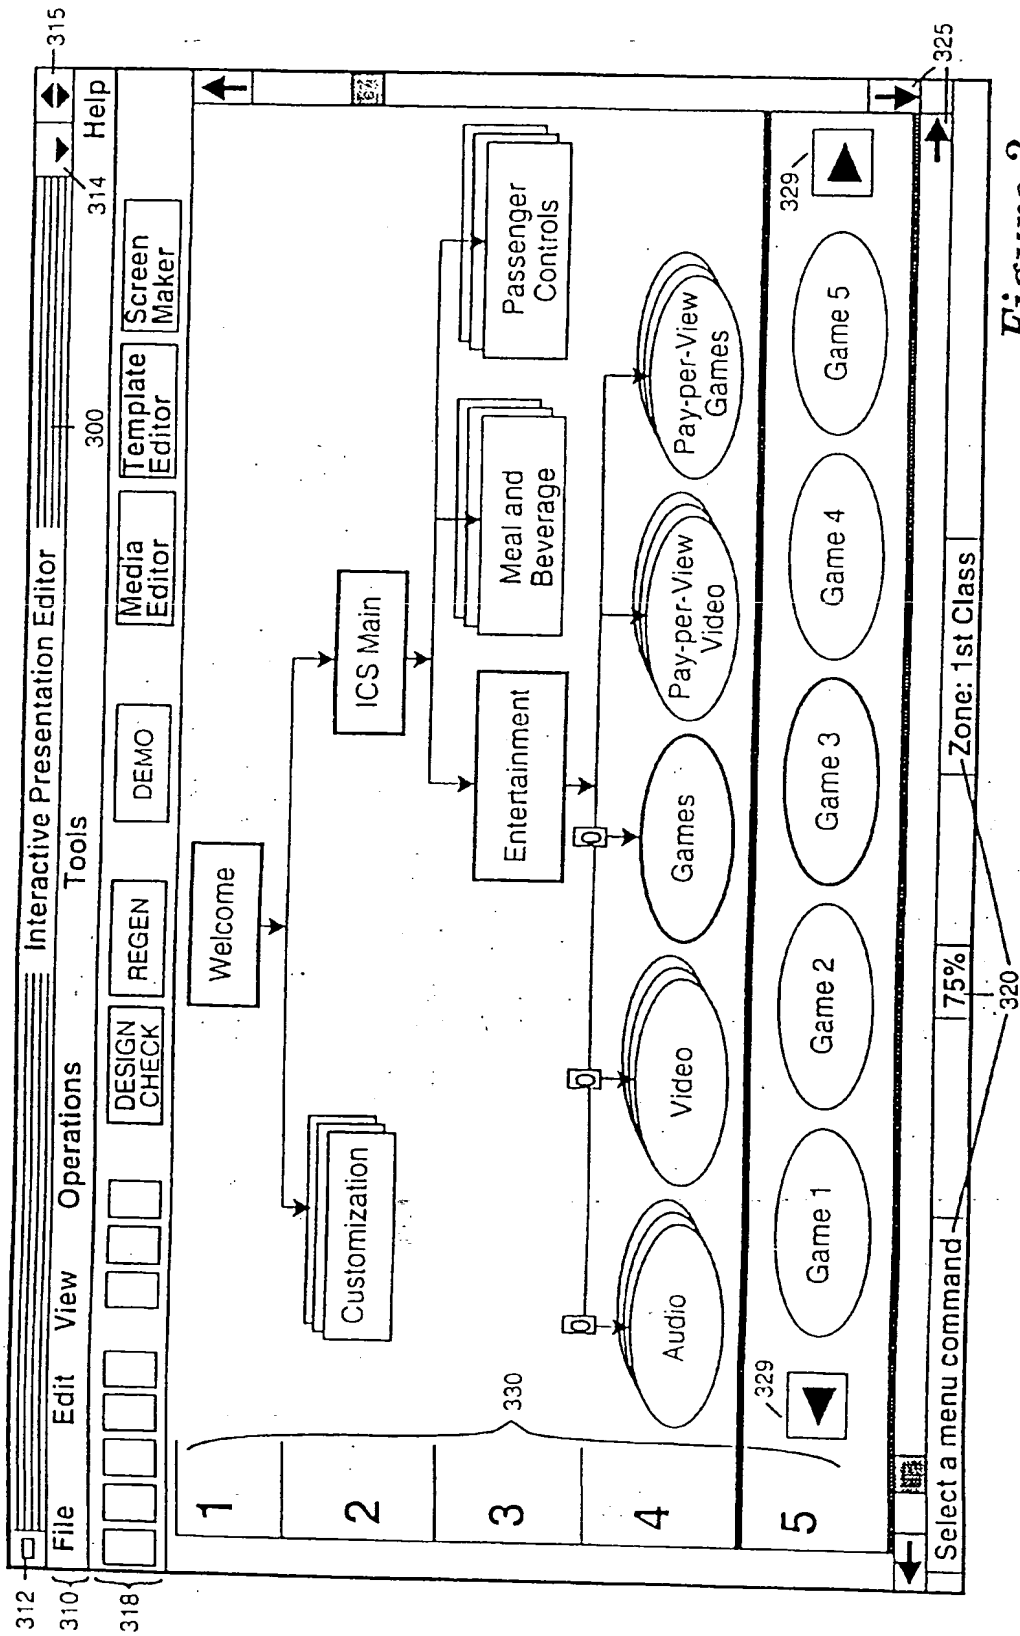 312
Interactive Presentation Editor
315
310
File
Edit
View
Operations
Tools
Help
314
300
318
DESIGN
CHECK
REGEN
DEMO
Media
Editor
Template
Editor
Screen
Maker
1
Welcome
2
Customization
ICS Main
3
Entertainment
Meal and
Beverage
Passenger
Controls
330
0
0
0
4
Audio
Video
Games
Pay-per-View
Video
Pay-per-View
Games
329
329
5
Game 1
Game 2
Game 3
Game 4
Game 5
325
Select a menu command
75%
Zone: 1st Class
320